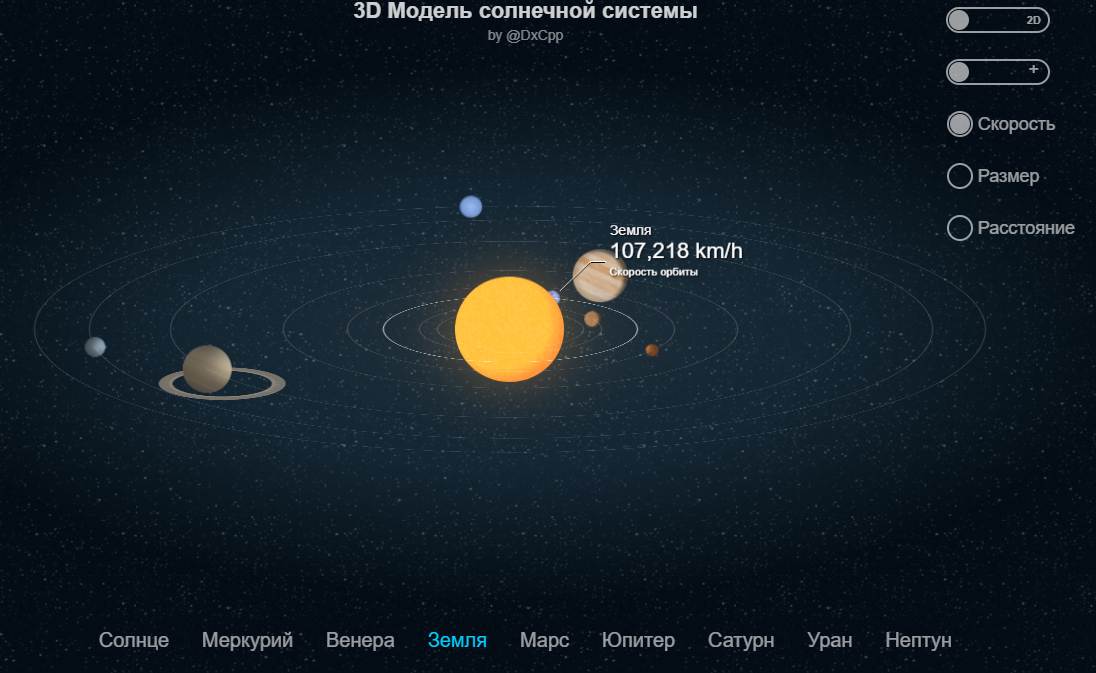 3D Модель солнечной системы
by @DxCpp
2D
+
Скорость
Размер
Расстояние
Земля
107,218 km/h
Скорость орбиты
Солнце Меркурий Венера Земля Марс Юпитер Сатурн Уран Нептун